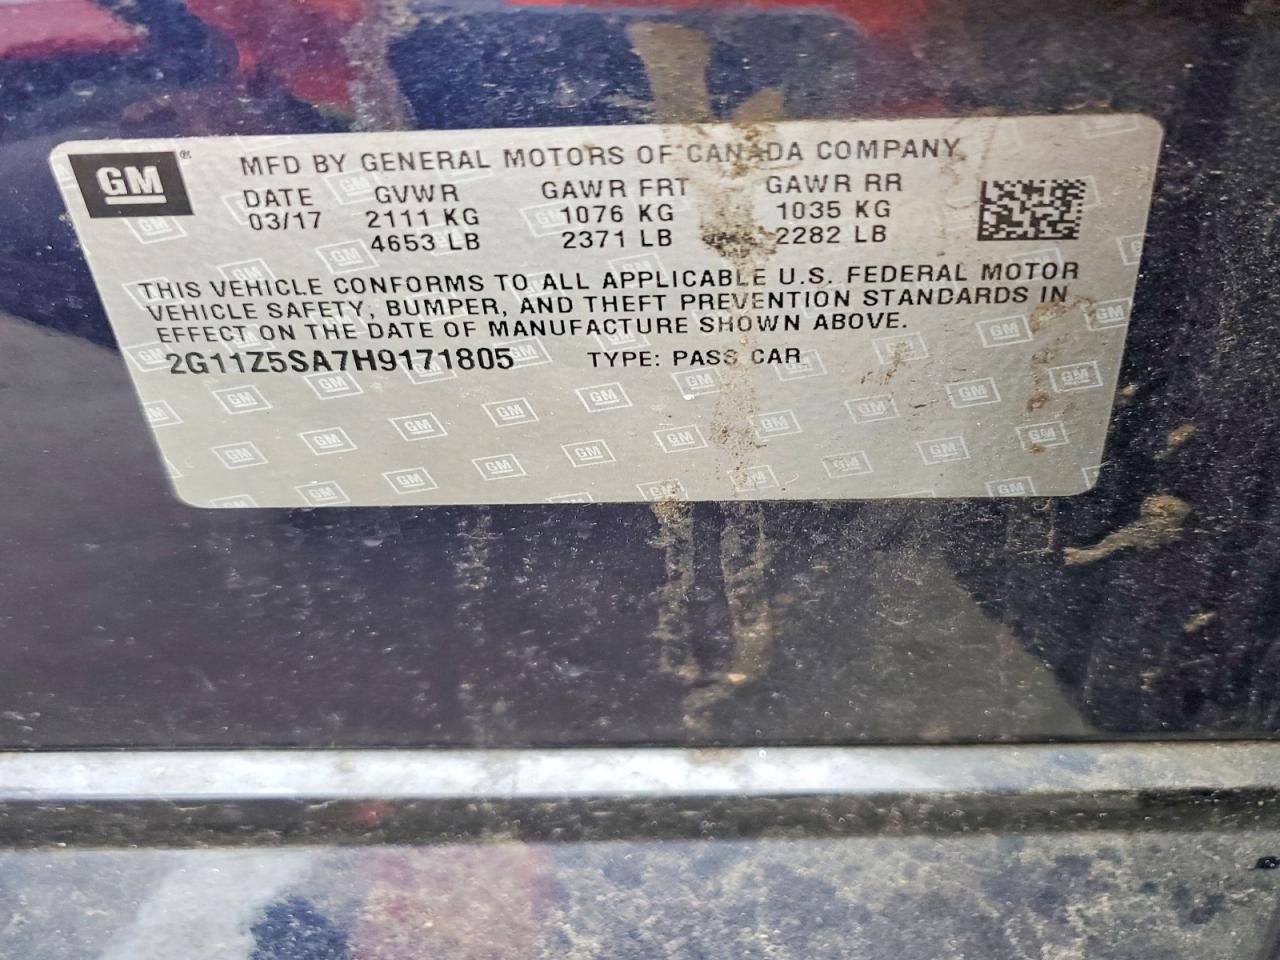 GM® MFD BY GENERAL MOTORS OF CANADA COMPANY
DATE GVWR GAWR FRT GAWR RR
03/17 2111 KG 1076 KG 1035 KG
4653 LB 2371 LB 2282 LB
THIS VEHICLE CONFORMS TO ALL APPLICABLE U.S. FEDERAL MOTOR
VEHICLE SAFETY, BUMPER, AND THEFT PREVENTION STANDARDS IN
EFFECT ON THE DATE OF MANUFACTURE SHOWN ABOVE.
2G11Z5SA7H9171805 TYPE: PASS CAR